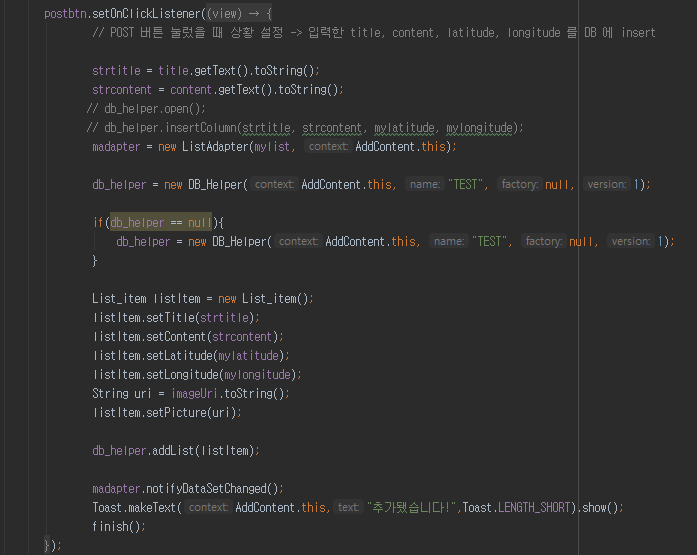 postbtn.setOnClickListener((view) → {
// POST 버튼 눌렀을 때 상황 설정 -> 입력한 title, content, latitude, longitude 를 DB 에 insert
strtitle = title.getText().toString();
strcontent = content.getText().toString();
// db_helper.open();
// db_helper.insertColumn(strtitle, strcontent, mylatitude, mylongitude);
madapter = new ListAdapter(mylist, context: AddContent.this);
db_helper = new DB_Helper( context: AddContent.this, name: "TEST", factory: null, version: 1);
if(db_helper == null){
db_helper = new DB_Helper( context: AddContent.this, name: "TEST", factory: null, version: 1);
}
List_item listItem = new List_item();
listItem.setTitle(strtitle);
listItem.setContent(strcontent);
listItem.setLatitude(mylatitude);
listItem.setLongitude(mylongitude);
String uri = imageUri.toString();
listItem.setPicture(uri);
db_helper.addList(listItem);
madapter.notifyDataSetChanged();
Toast.makeText( context: AddContent.this, text: "추가됐습니다!",Toast.LENGTH_SHORT).show();
finish();
});